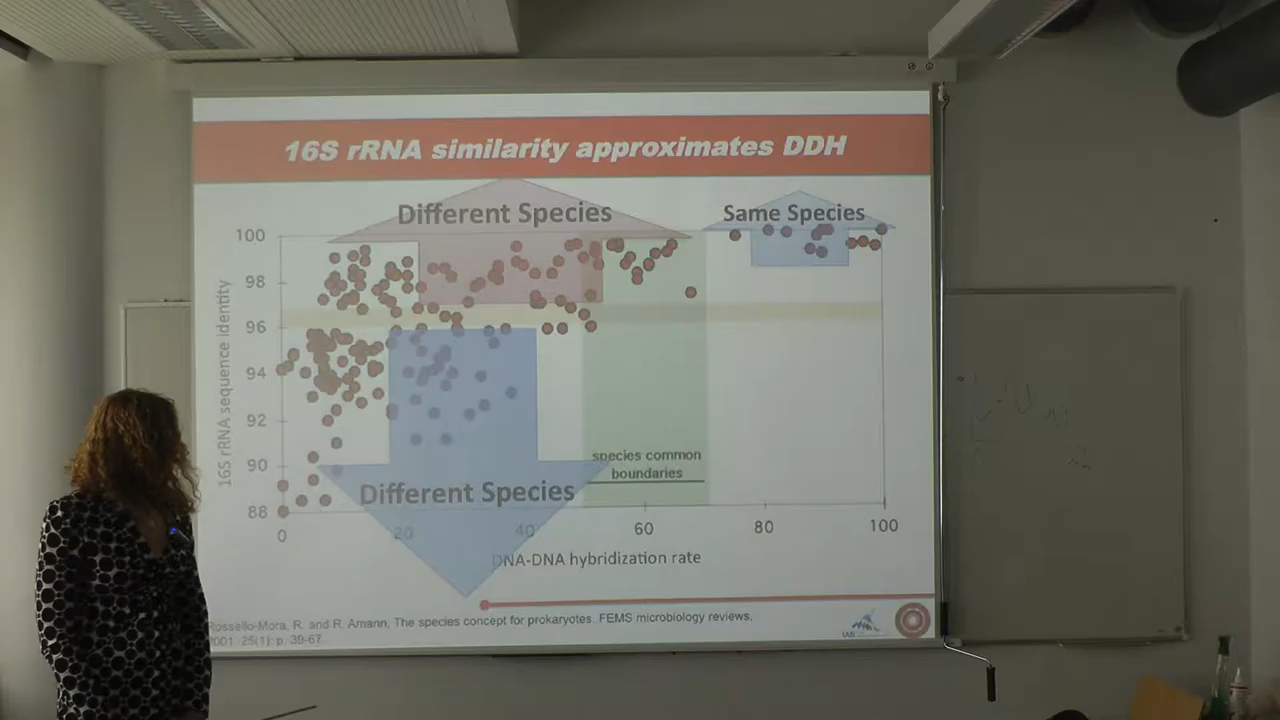 16S rRNA similarity approximates DDH
Different Species
Same Species
100
98
96
94
92
90
88
16S rRNA sequence identity
species common
boundaries
Different Species
0
20
40
60
80
100
DNA-DNA hybridization rate
Rossello-Mora, R. and R. Amann, The species concept for prokaryotes. FEMS microbiology reviews,
2001. 25(1): p. 39-67.
IAS